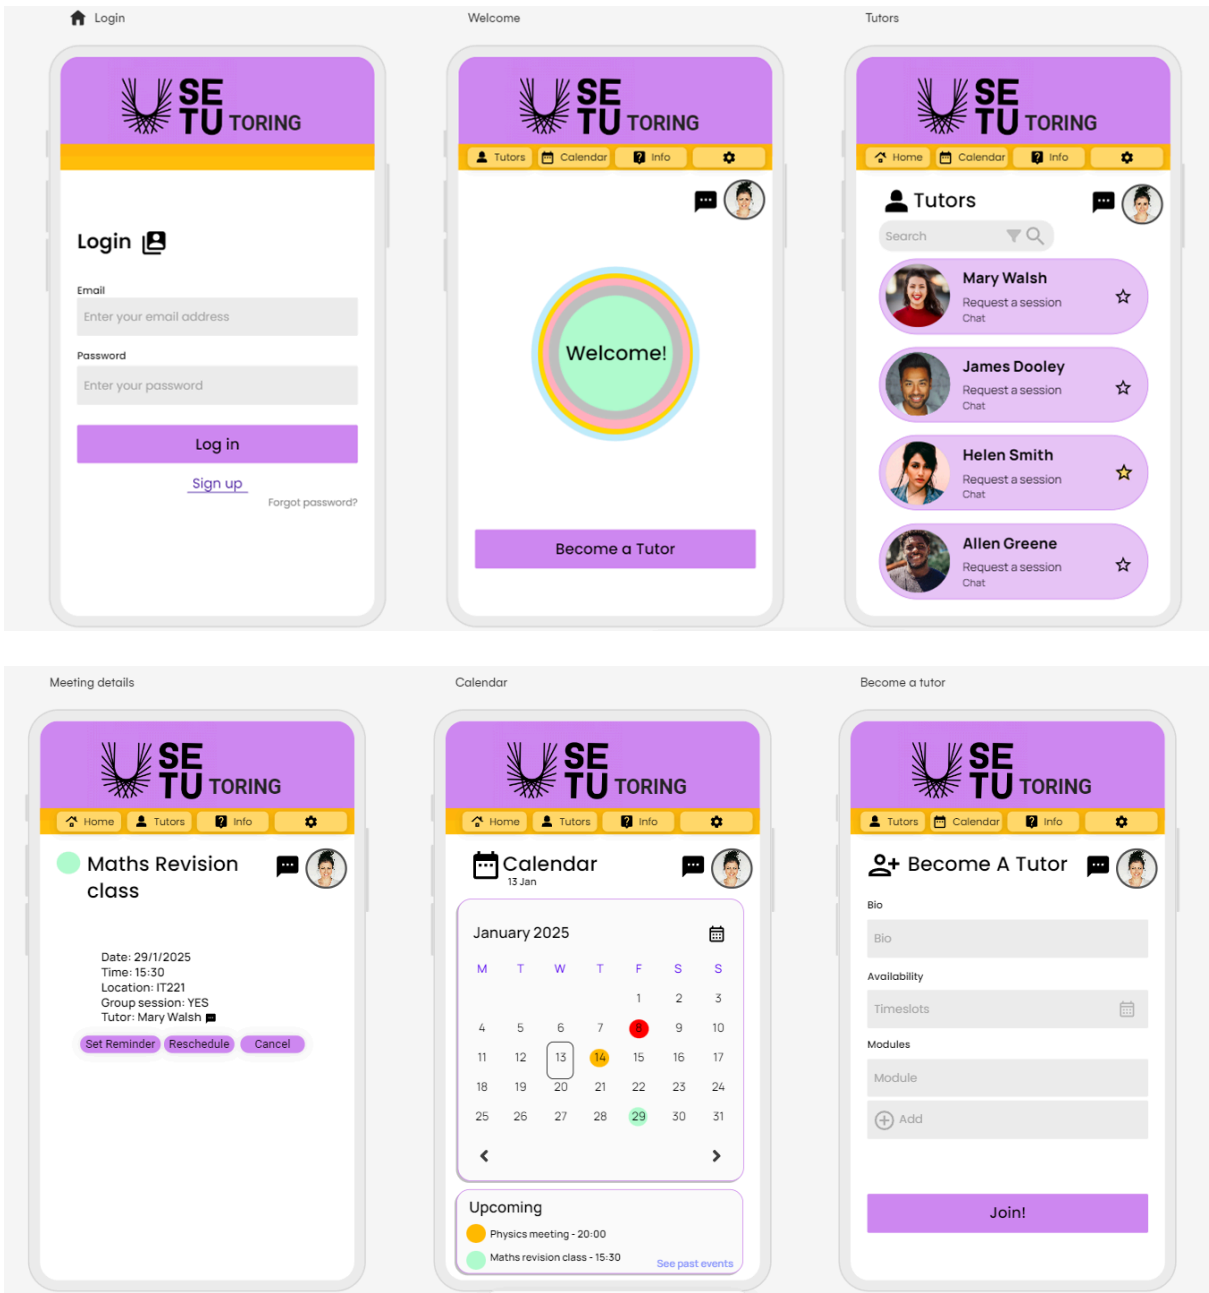 Login
Welcome
Tutors
SE
TU TORING
Login
Email
Enter your email address
Password
Enter your password
Log in
Sign up
Forgot password?
SE
TU TORING
Tutors Calendar Info
Welcome!
Become a Tutor
SE
TU TORING
Home Calendar Info
Tutors
Search
Mary Walsh
Request a session
Chat
James Dooley
Request a session
Chat
Helen Smith
Request a session
Chat
Allen Greene
Request a session
Chat
Meeting details
Calendar
Become a tutor
SE
TU TORING
Home Tutors Info
Maths Revision
class
Date: 29/1/2025
Time: 15:30
Location: IT221
Group session: YES
Tutor: Mary Walsh
Set Reminder Reschedule Cancel
SE
TU TORING
Home Tutors Info
Calendar
13 Jan
January 2025
M T W T F S S
1 2 3
4 5 6 7 8 9 10
11 12 13 14 15 16 17
18 19 20 21 22 23 24
25 26 27 28 29 30 31
Upcoming
Physics meeting - 20:00
Maths revision class - 15:30
See past events
SE
TU TORING
Tutors Calendar Info
Become A Tutor
Bio
Bio
Availability
Timeslots
Modules
Module
Add
Join!